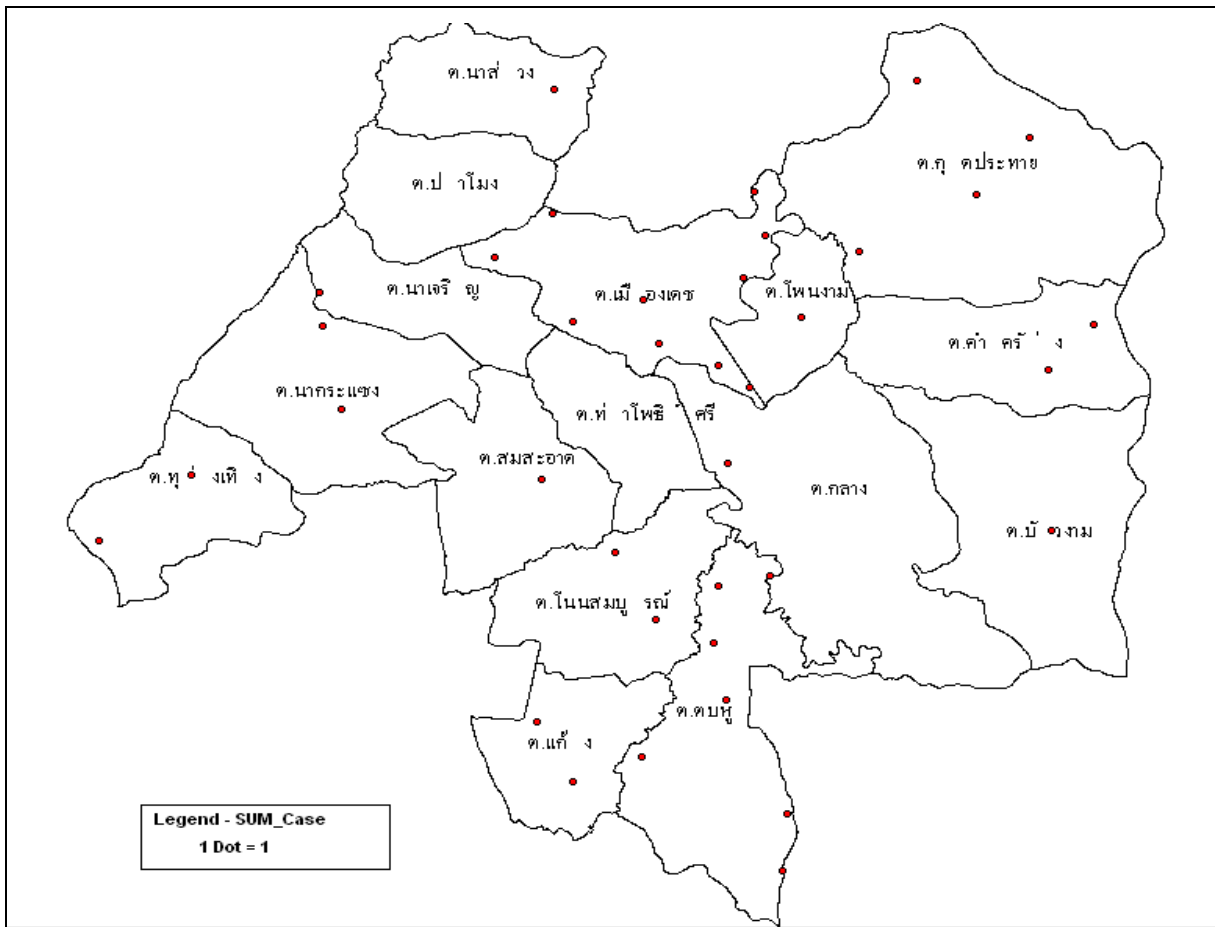 ต.นาส่ วง
ต.ป่ าโมง
ต.กุ ดประทาย
ต.นาเจริ ญ
ต.เมื องเดช
ต.โพนงาม
ต.คำ ครั ่ ง
ต.นากระแซง
ต.ท่ าโพธิ ์ ศรี
ต.สมสะอาด
ต.ทุ ่ งเทิ ง
ต.กลาง
ต.บั วงาม
ต.โนนสมบู รณ์
ต.ตบหู
ต.แก้ ง
Legend - SUM_Case
1 Dot = 1